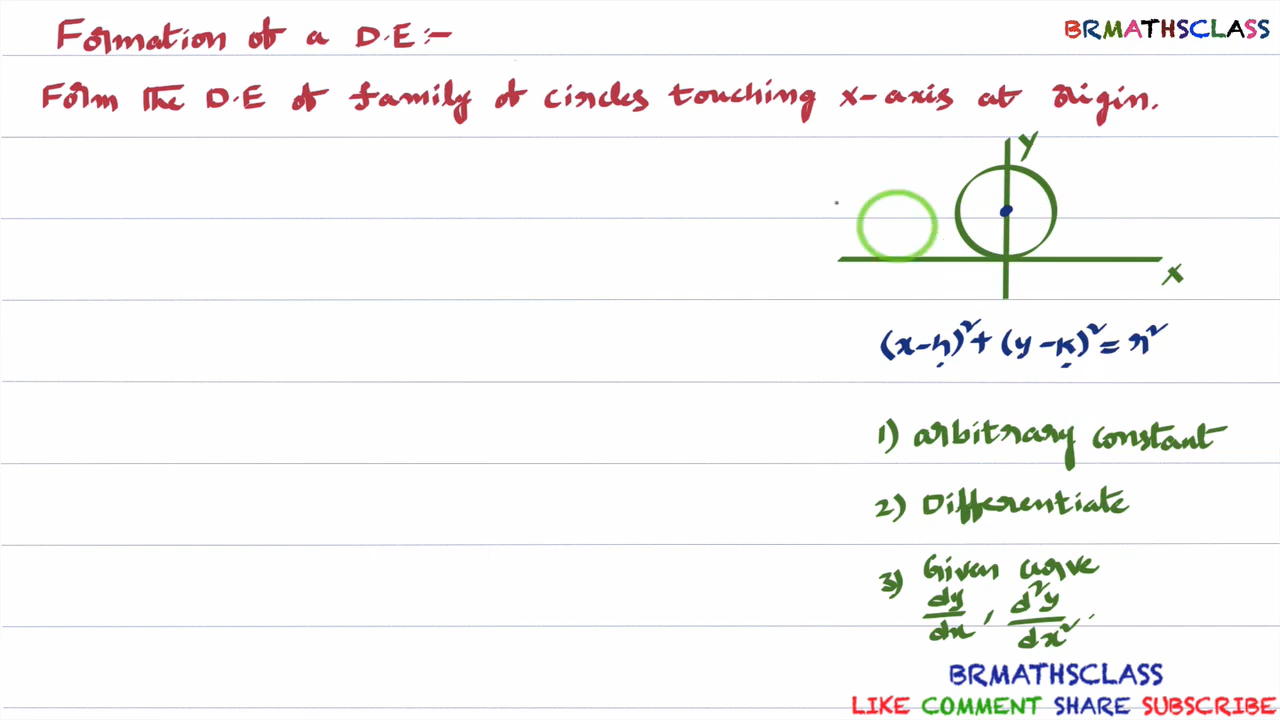 Formation of a D.E :-
BRMATHSCLASS
Form the D.E of family of circles touching x-axis at origin.
y
x
(x-h)²+(y-k)²=r²
1) arbitrary constant
2) Differentiate
3) Given curve
dy/dx, d²y/dx².
BRMATHSCLASS
LIKE COMMENT SHARE SUBSCRIBE